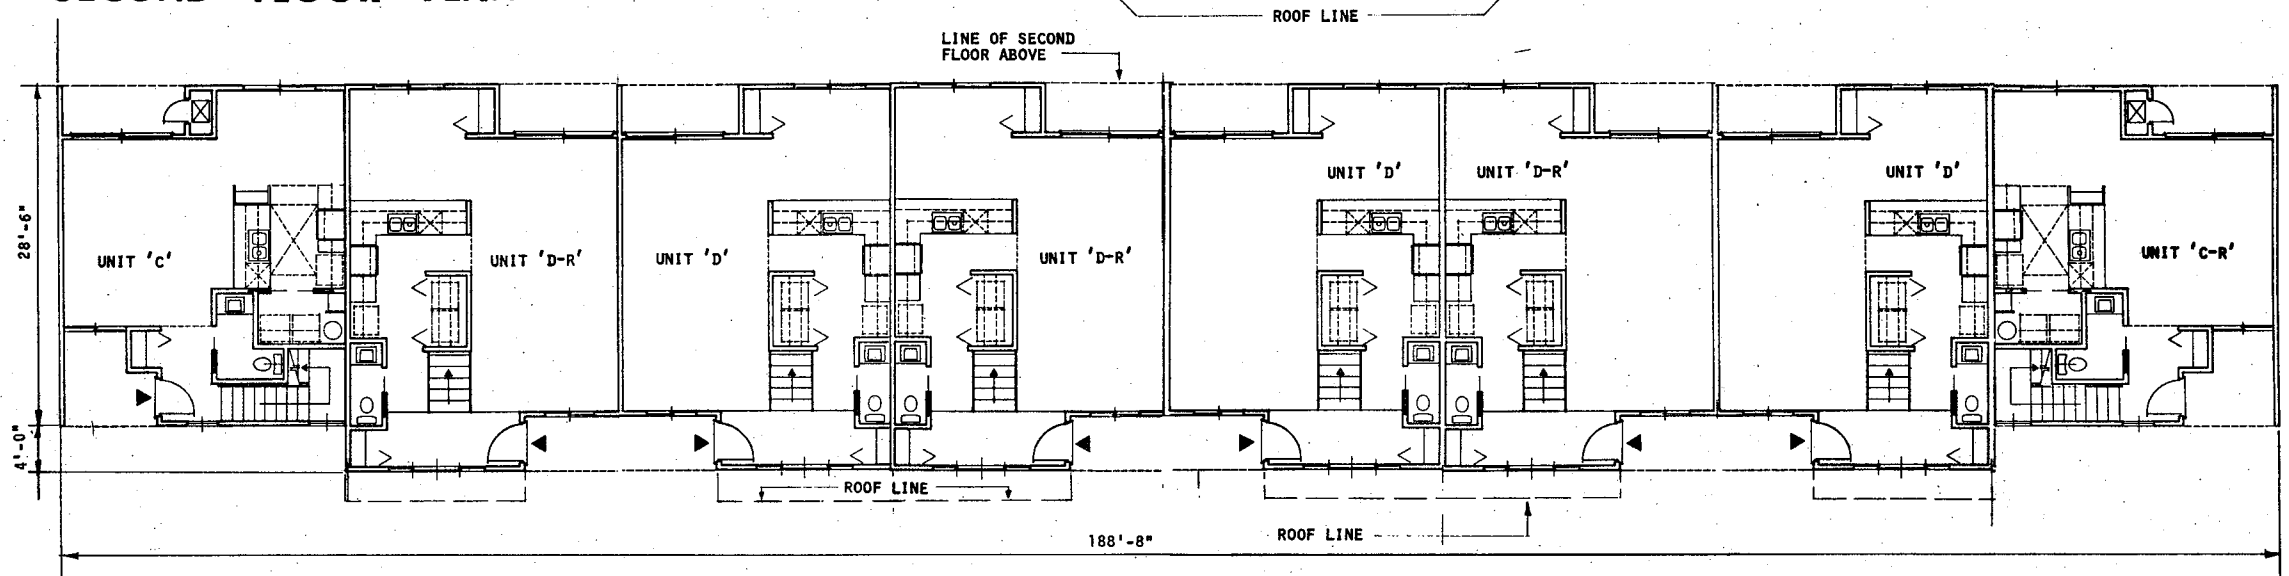 ROOF LINE
LINE OF SECOND
FLOOR ABOVE
UNIT 'D'
UNIT 'D-R'
UNIT 'D'
28'-6"
UNIT 'C'
UNIT 'D-R'
UNIT 'D'
UNIT 'D-R'
UNIT 'C-R'
4'-0"
ROOF LINE
ROOF LINE
188'-8"